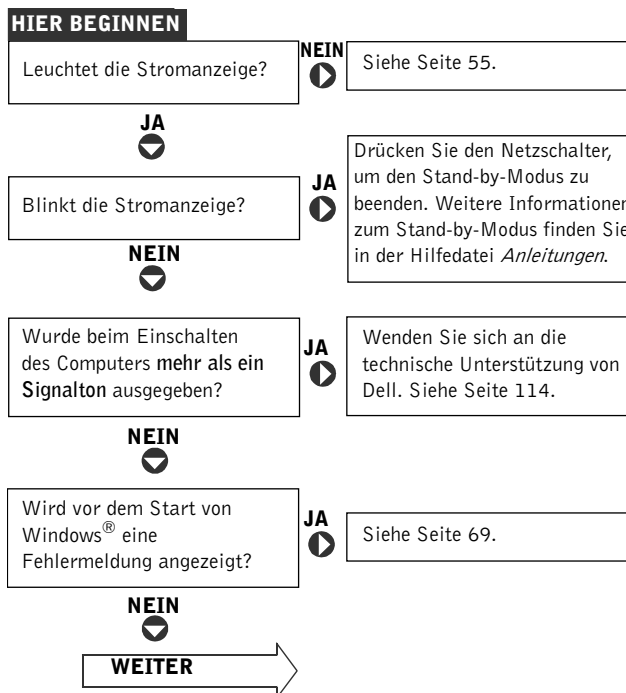 HIER BEGINNEN
Leuchtet die Stromanzeige?
NEIN
Siehe Seite 55.
JA
Blinkt die Stromanzeige?
JA
Drücken Sie den Netzschalter,
um den Stand-by-Modus zu
beenden. Weitere Informationen
zum Stand-by-Modus finden Sie
in der Hilfedatei Anleitungen.
NEIN
Wurde beim Einschalten
des Computers mehr als ein
Signalton ausgegeben?
JA
Wenden Sie sich an die
technische Unterstützung von
Dell. Siehe Seite 114.
NEIN
Wird vor dem Start von
Windows® eine
Fehlermeldung angezeigt?
JA
Siehe Seite 69.
NEIN
WEITER